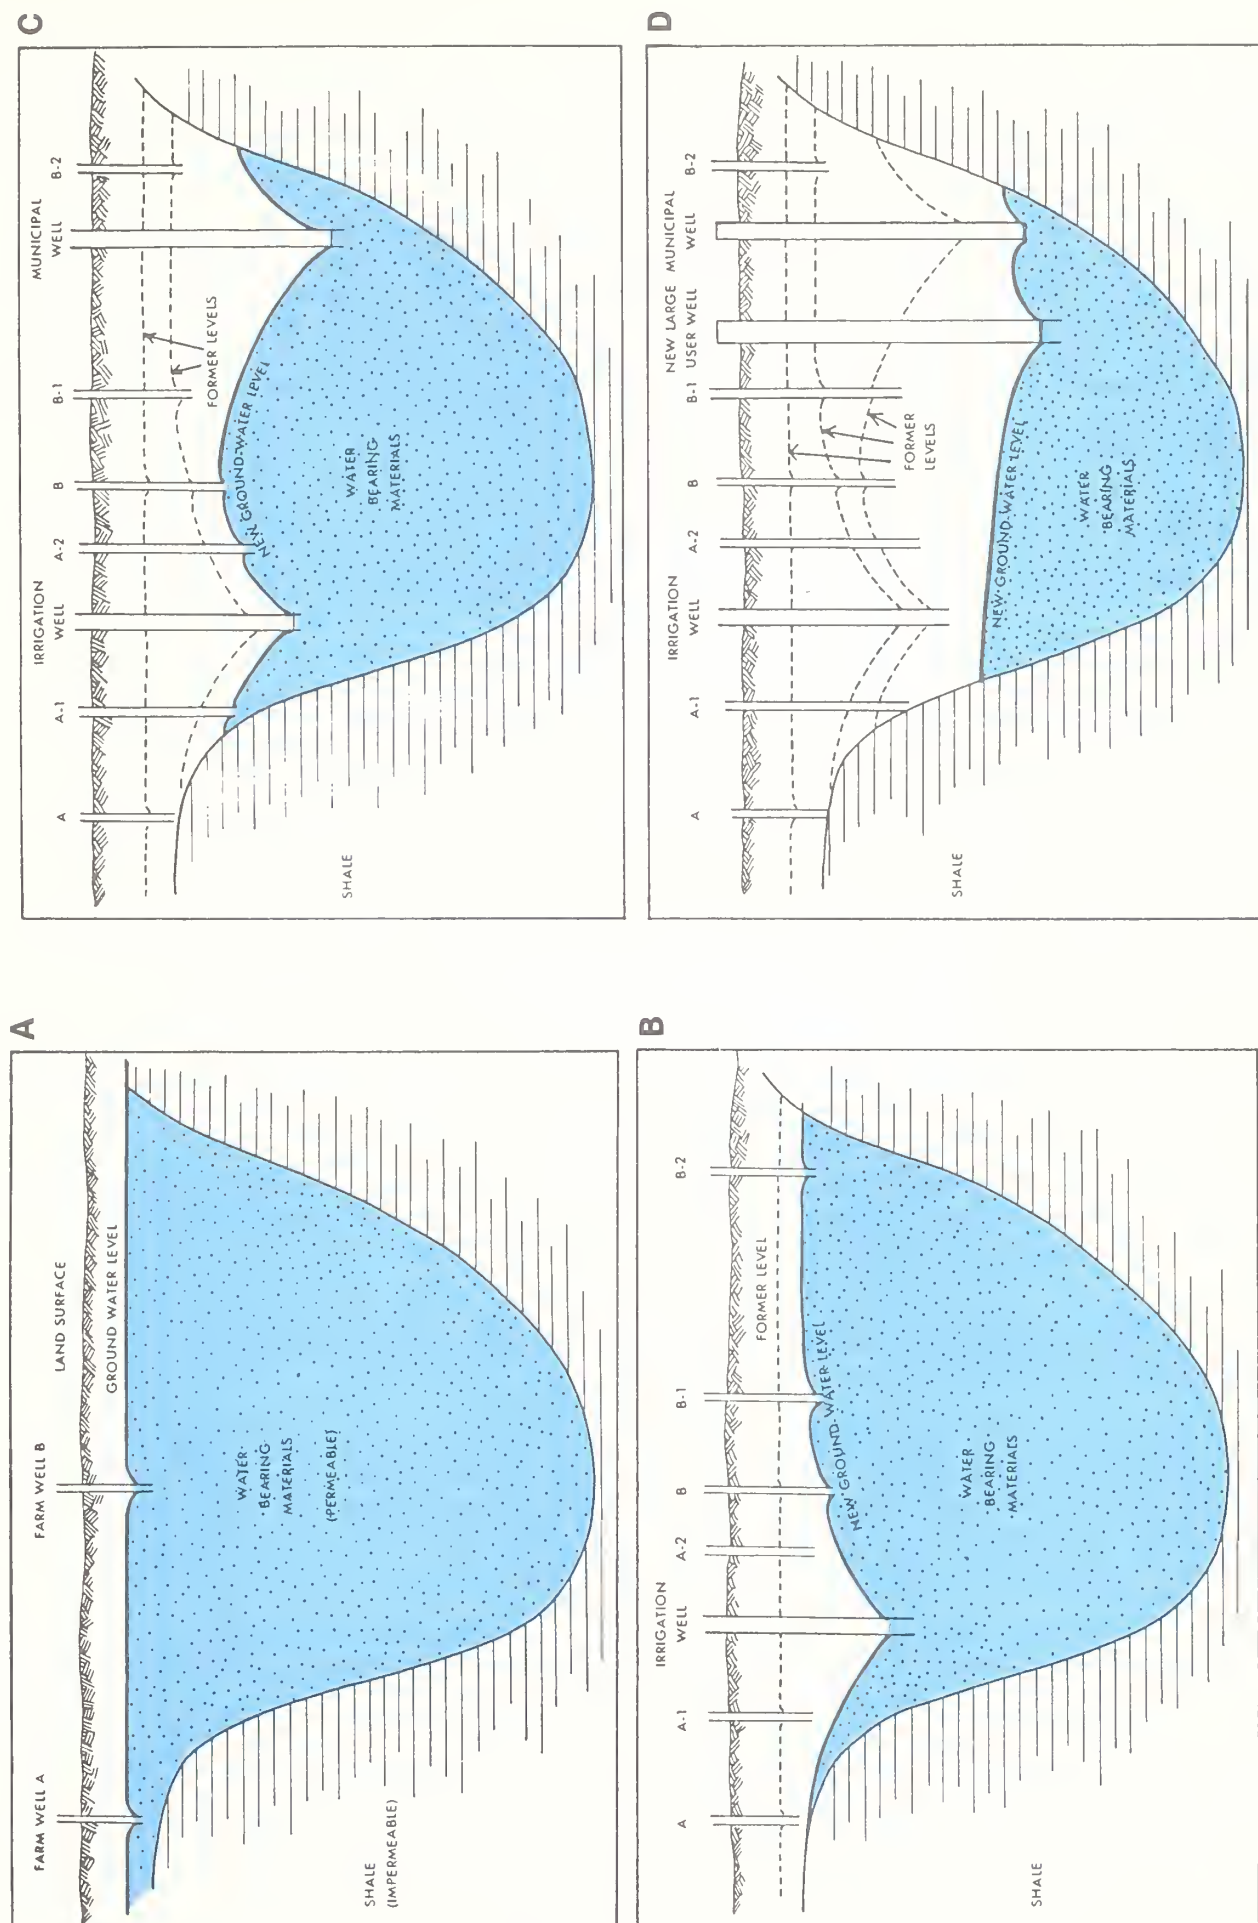 A
FARM WELL A
FARM WELL B
LAND SURFACE
GROUND WATER LEVEL
WATER
BEARING
MATERIALS
(PERMEABLE)
SHALE
(IMPERMEABLE)
B
IRRIGATION
A
A-1
WELL
A-2
B
B-1
B-2
FORMER LEVEL
NEW GROUND WATER LEVEL
WATER
BEARING
MATERIALS
SHALE
C
IRRIGATION
MUNICIPAL
A
A-1
WELL
A-2
B
B-1
WELL
B-2
FORMER LEVELS
NEW GROUND-WATER LEVEL
WATER
BEARING
MATERIALS
SHALE
D
IRRIGATION
NEW LARGE
MUNICIPAL
A
A-1
WELL
A-2
B
B-1
USER WELL
WELL
B-2
FORMER
LEVELS
NEW GROUND-WATER LEVEL
WATER
BEARING
MATERIALS
SHALE